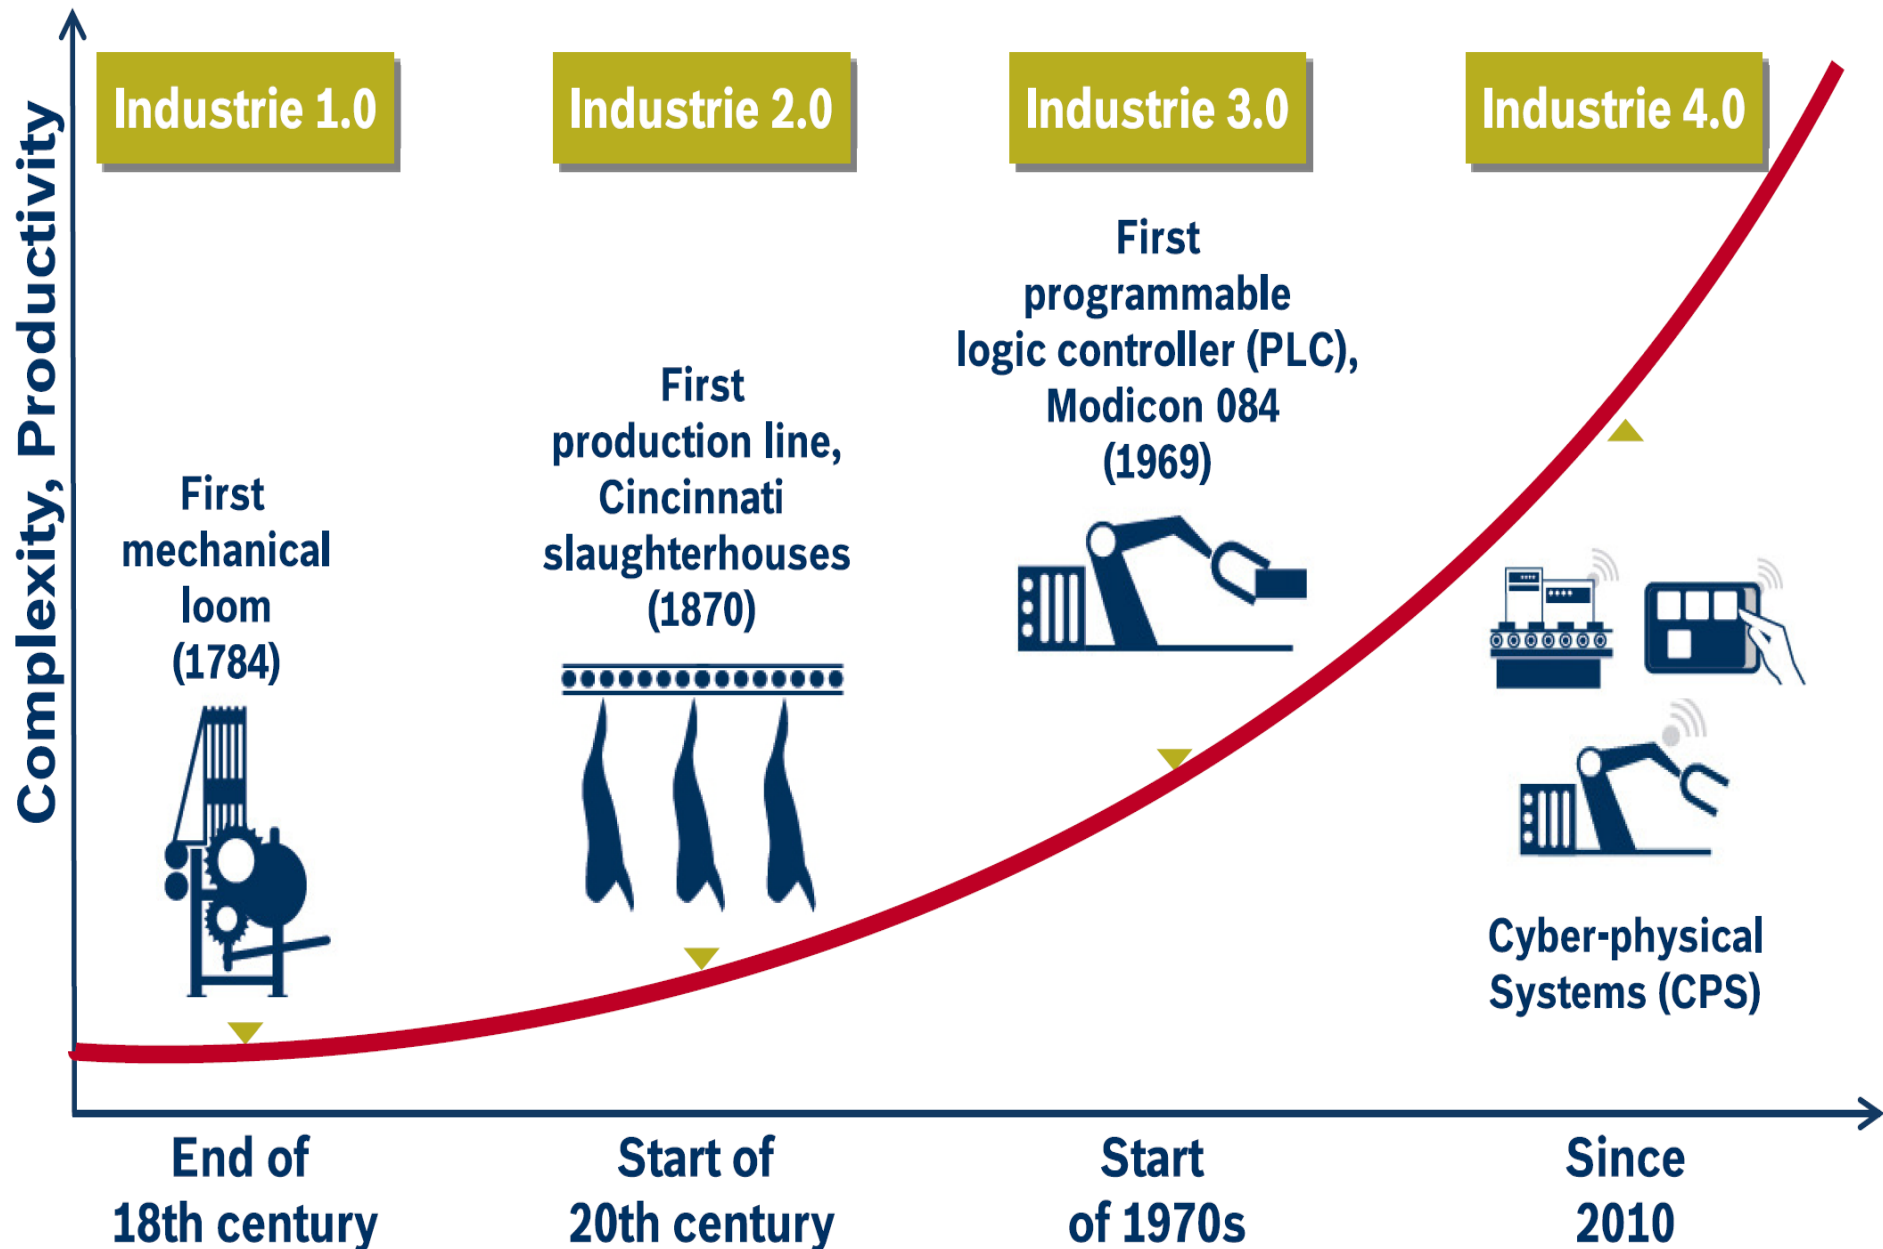 Complexity, Productivity
Industrie 1.0
Industrie 2.0
Industrie 3.0
Industrie 4.0
First
mechanical
loom
(1784)
First
production line,
Cincinnati
slaughterhouses
(1870)
First
programmable
logic controller (PLC),
Modicon 084
(1969)
Cyber-physical
Systems (CPS)
End of
18th century
Start of
20th century
Start
of 1970s
Since
2010